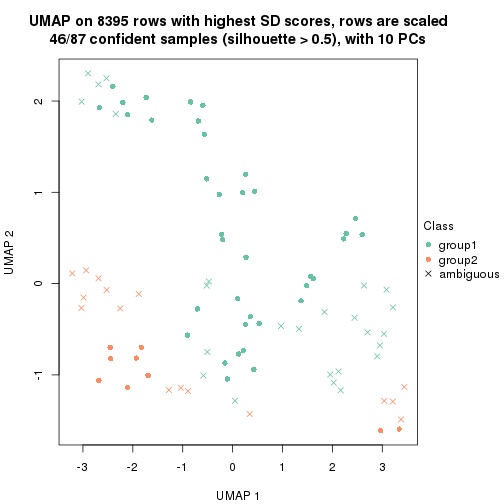 UMAP on 8395 rows with highest SD scores, rows are scaled
46/87 confident samples (silhouette > 0.5), with 10 PCs
UMAP 2
2
1
0
-1
-3 -2 -1 0 1 2 3
UMAP 1
Class
group1
group2
ambiguous